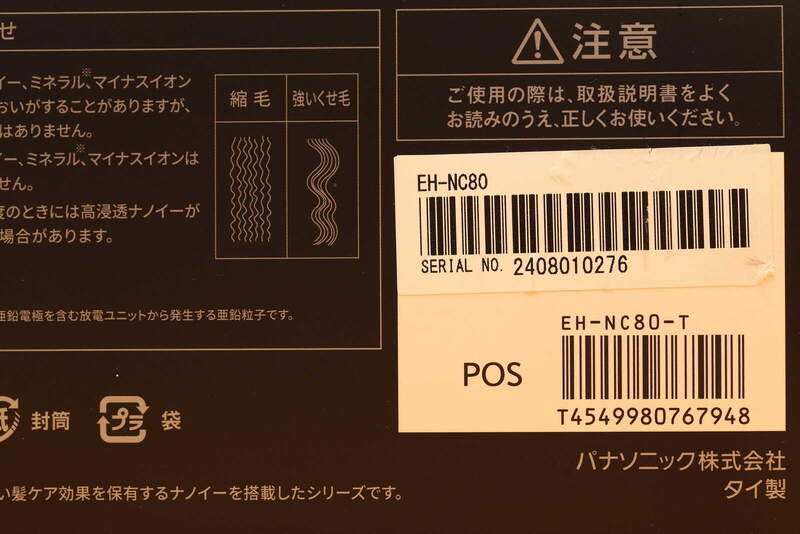 せ
イー、ミネラル※、マイナスイオン
おいがすることがありますが、
はありません。
イー、ミネラル※、マイナスイオンは
せん。
度のときには高浸透ナノイーが
場合があります。
亜鉛電極を含む放電ユニットから発生する亜鉛粒子です。
縮毛
強いくせ毛
注意
ご使用の際は、取扱説明書をよく
お読みのうえ、正しくお使いください。
EH-NC80
SERIAL NO. 2408010276
EH-NC80-T
POS
T4549980767948
紙 封筒
プラ 袋
パナソニック株式会社
タイ製
い髪ケア効果を保有するナノイーを搭載したシリーズです。